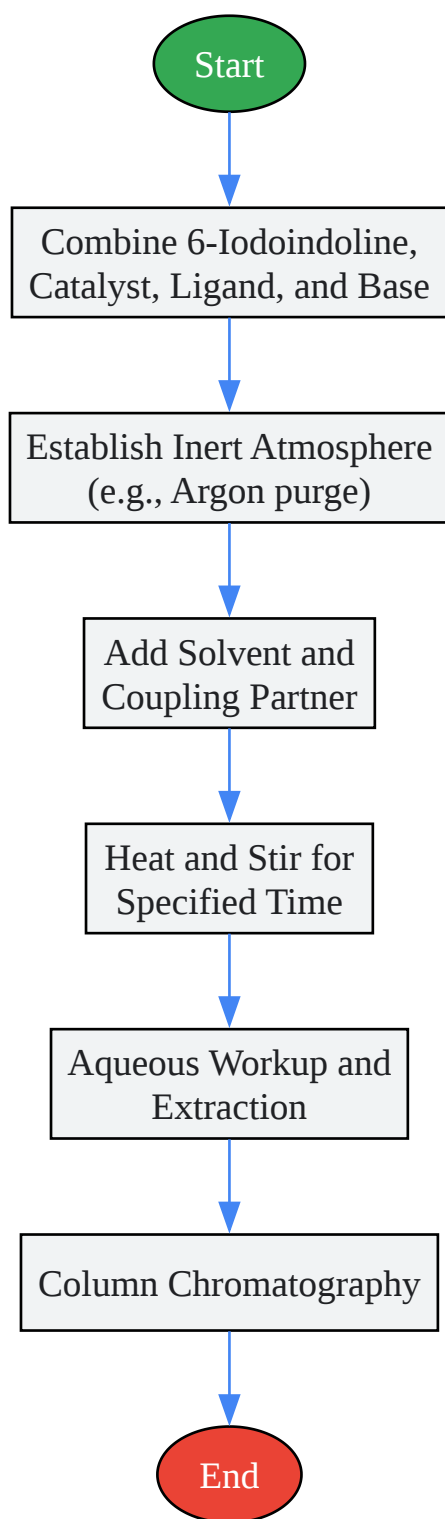 Start
Combine 6-Iodoindoline,
Catalyst, Ligand, and Base
Establish Inert Atmosphere
(e.g., Argon purge)
Add Solvent and
Coupling Partner
Heat and Stir for
Specified Time
Aqueous Workup and
Extraction
Column Chromatography
End